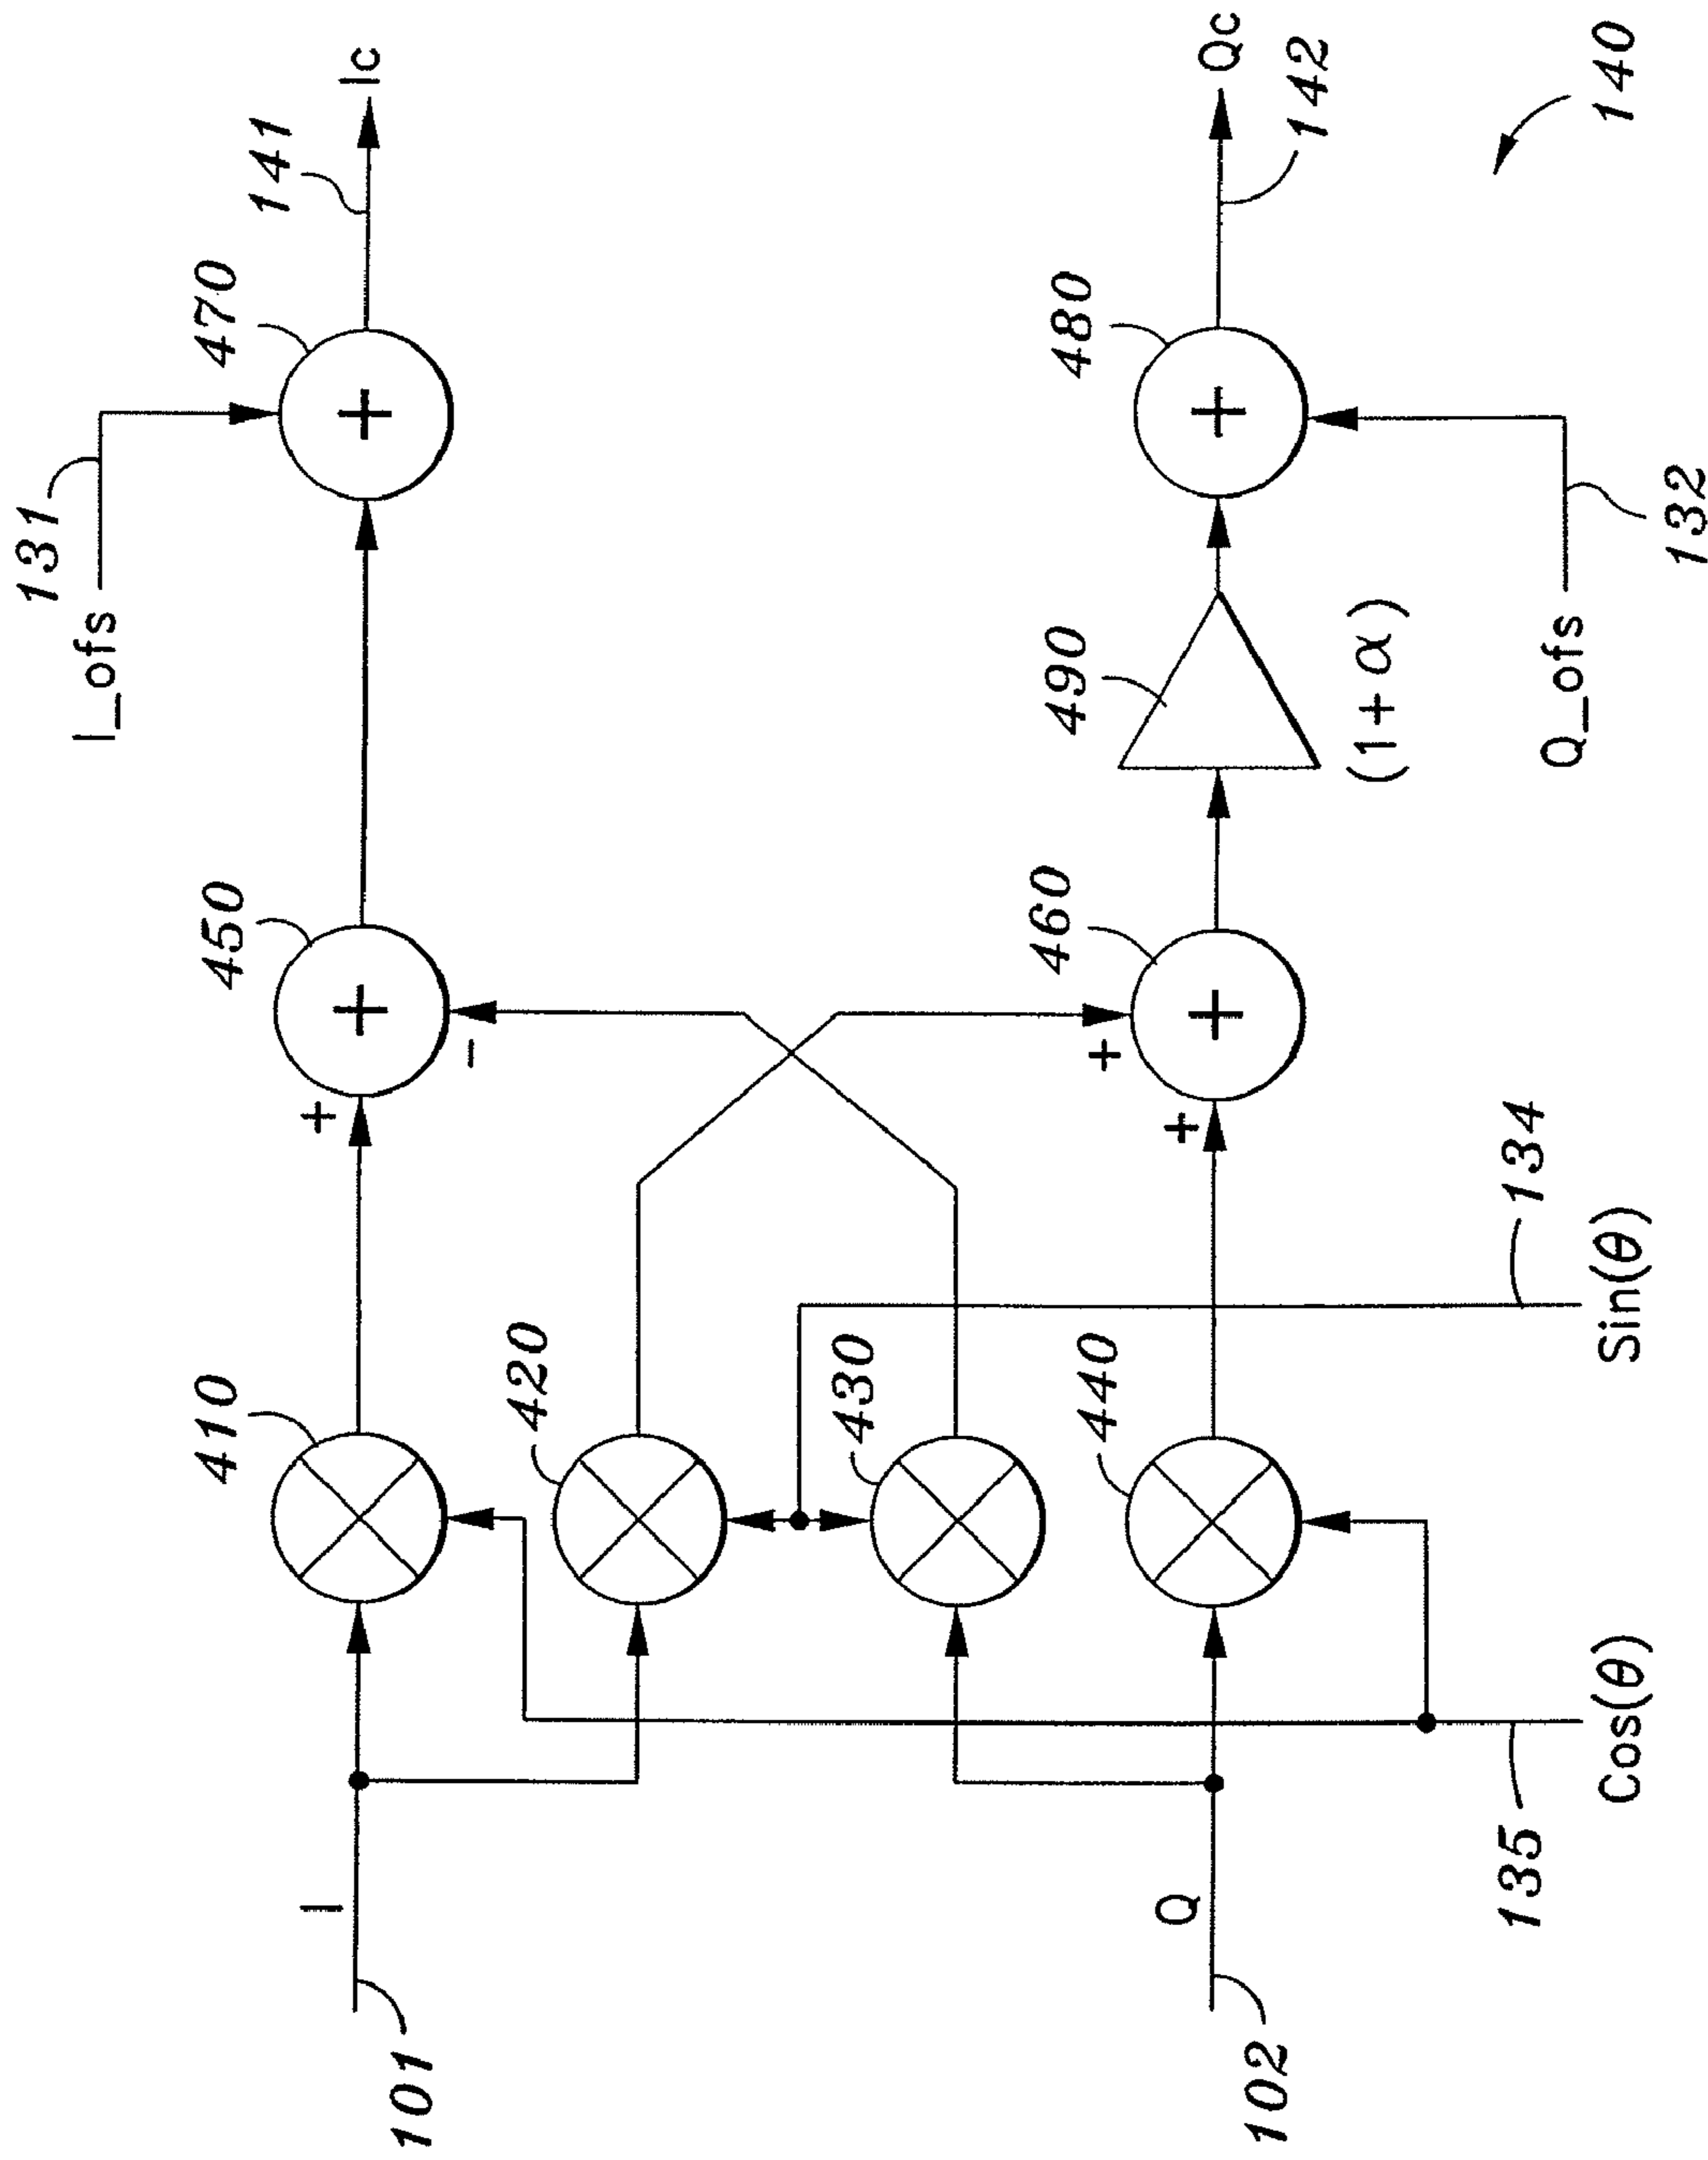 131
I_ofs
470
141
Ic
450
+
+
+
-
410
I
101
420
430
460
+
+
+
490
(1+α)
480
+
Qc
142
440
Q
102
Q_ofs
132
Sin(θ)
134
Cos(θ)
135
140